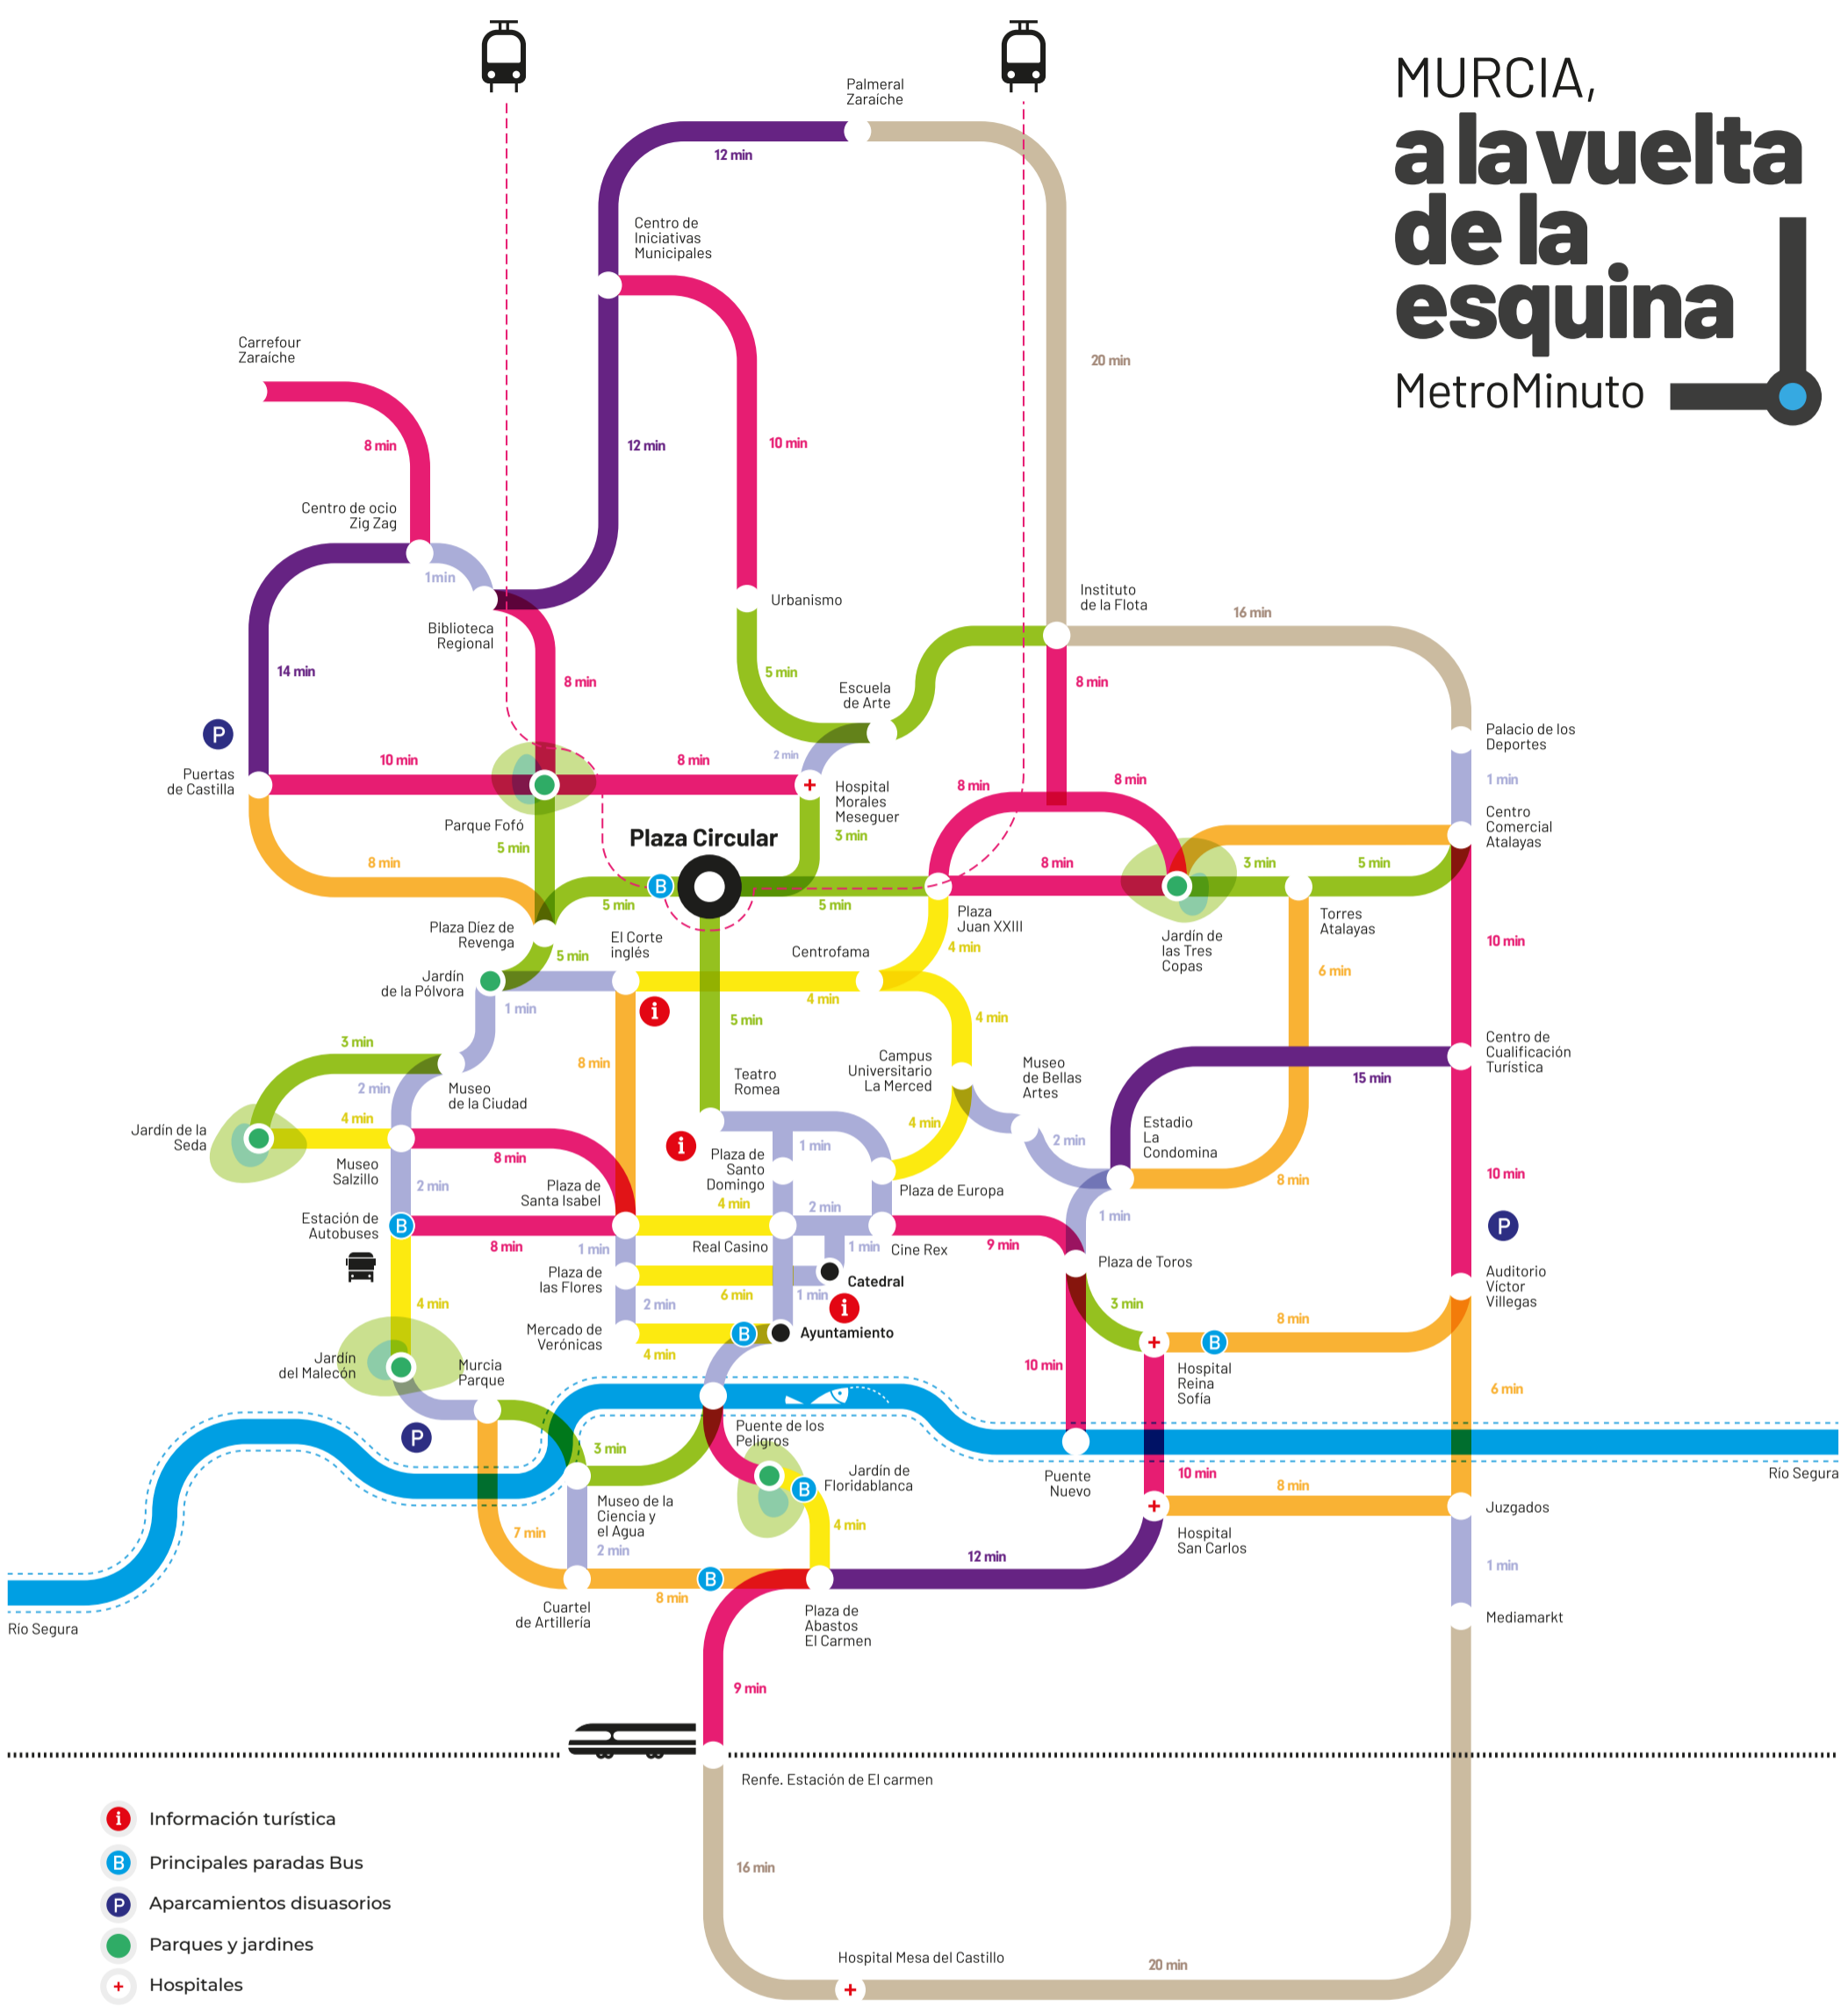 MURCIA,
a la vuelta
de la
esquina
MetroMinuto
Palmeral
Zaraíche
12 min
Centro de
Iniciativas
Municipales
Carrefour
Zaraíche
20 min
8 min
12 min
10 min
Centro de ocio
Zig Zag
1min
Biblioteca
Regional
Urbanismo
Instituto
de la Flota
16 min
14 min
8 min
5 min
Escuela
de Arte
8 min
P
Palacio de los
Deportes
10 min
8 min
2 min
Puertas
de Castilla
Hospital
Morales
Meseguer
8 min
8 min
1 min
Parque Fofó
5 min
Plaza Circular
3 min
Centro
Comercial
Atalayas
8 min
8 min
3 min
5 min
B
5 min
5 min
Plaza Díez de
Revenga
El Corte
inglés
Plaza
Juan XXIII
Torres
Atalayas
Jardín de
las Tres
Copas
10 min
5 min
Centrofama
4 min
Jardín
de la Pólvora
6 min
1 min
4 min
i
5 min
4 min
3 min
8 min
Campus
Universitario
La Merced
Museo
de Bellas
Artes
Centro de
Cualificación
Turística
15 min
2 min
Museo
de la Ciudad
Teatro
Romea
4 min
4 min
Jardín de la
Seda
Estadio
La
Condomina
i
1 min
2 min
8 min
Museo
Salzillo
Plaza de
Santo
Domingo
10 min
8 min
2 min
Plaza de
Santa Isabel
Plaza de Europa
4 min
2 min
1 min
Estación de
Autobuses
B
P
8 min
1 min
Real Casino
1 min
Cine Rex
9 min
Plaza de Toros
Plaza de
las Flores
Catedral
Auditorio
Víctor
Villegas
4 min
2 min
6 min
1 min
i
3 min
8 min
Mercado de
Verónicas
B
Ayuntamiento
B
4 min
Jardín
del Malecón
Murcia
Parque
10 min
Hospital
Reina
Sofía
6 min
P
Puente de los
Peligros
3 min
Jardín de
Floridablanca
Puente
Nuevo
10 min
Río Segura
B
8 min
Museo de la
Ciencia y
el Agua
Juzgados
7 min
4 min
Hospital
San Carlos
2 min
12 min
1 min
B
8 min
Cuartel
de Artillería
Plaza de
Abastos
El Carmen
Mediamarkt
Río Segura
9 min
Renfe. Estación de El carmen
i Información turística
B Principales paradas Bus
P Aparcamientos disuasorios
Parques y jardines
Hospitales
16 min
Hospital Mesa del Castillo
20 min